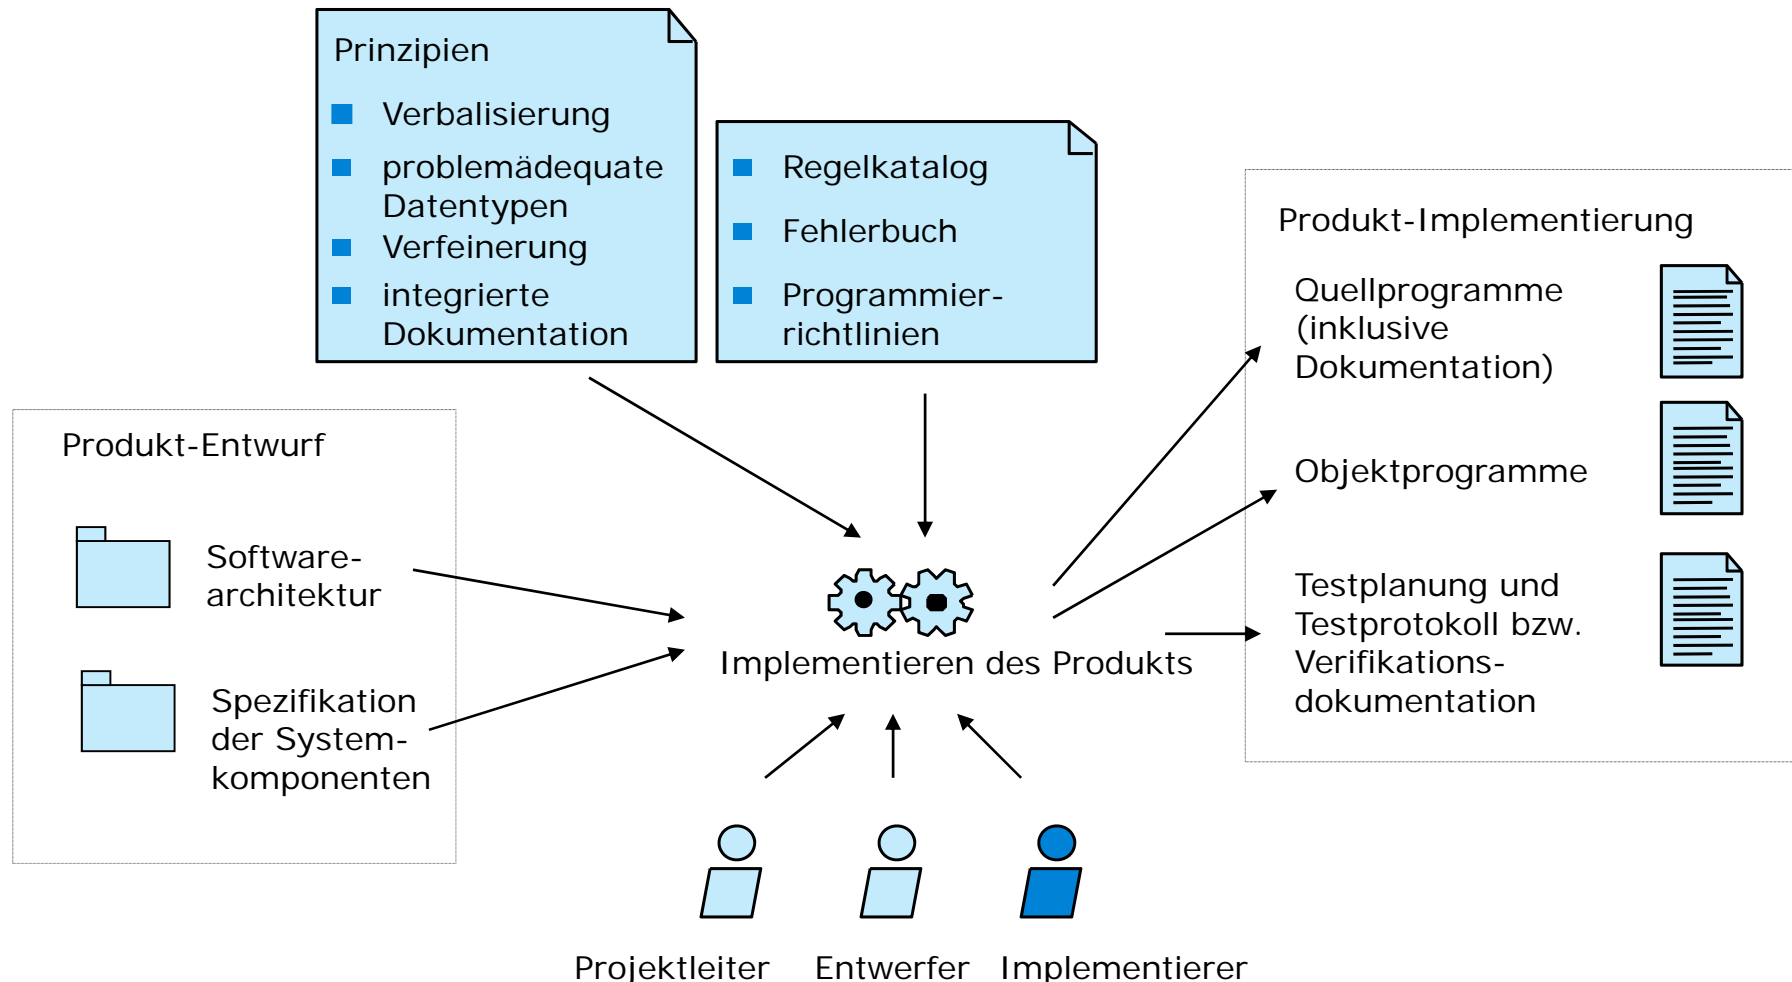 Prinzipien
Verbalisierung
problemädequate
Datentypen
Verfeinerung
integrierte
Dokumentation
Regelkatalog
Fehlerbuch
Programmier-
richtlinien
Produkt-Entwurf
Software-
architektur
Spezifikation
der System-
komponenten
Implementieren des Produkts
Projektleiter
Entwerfer
Implementierer
Produkt-Implementierung
Quellprogramme
(inklusive
Dokumentation)
Objektprogramme
Testplanung und
Testprotokoll bzw.
Verifikations-
dokumentation